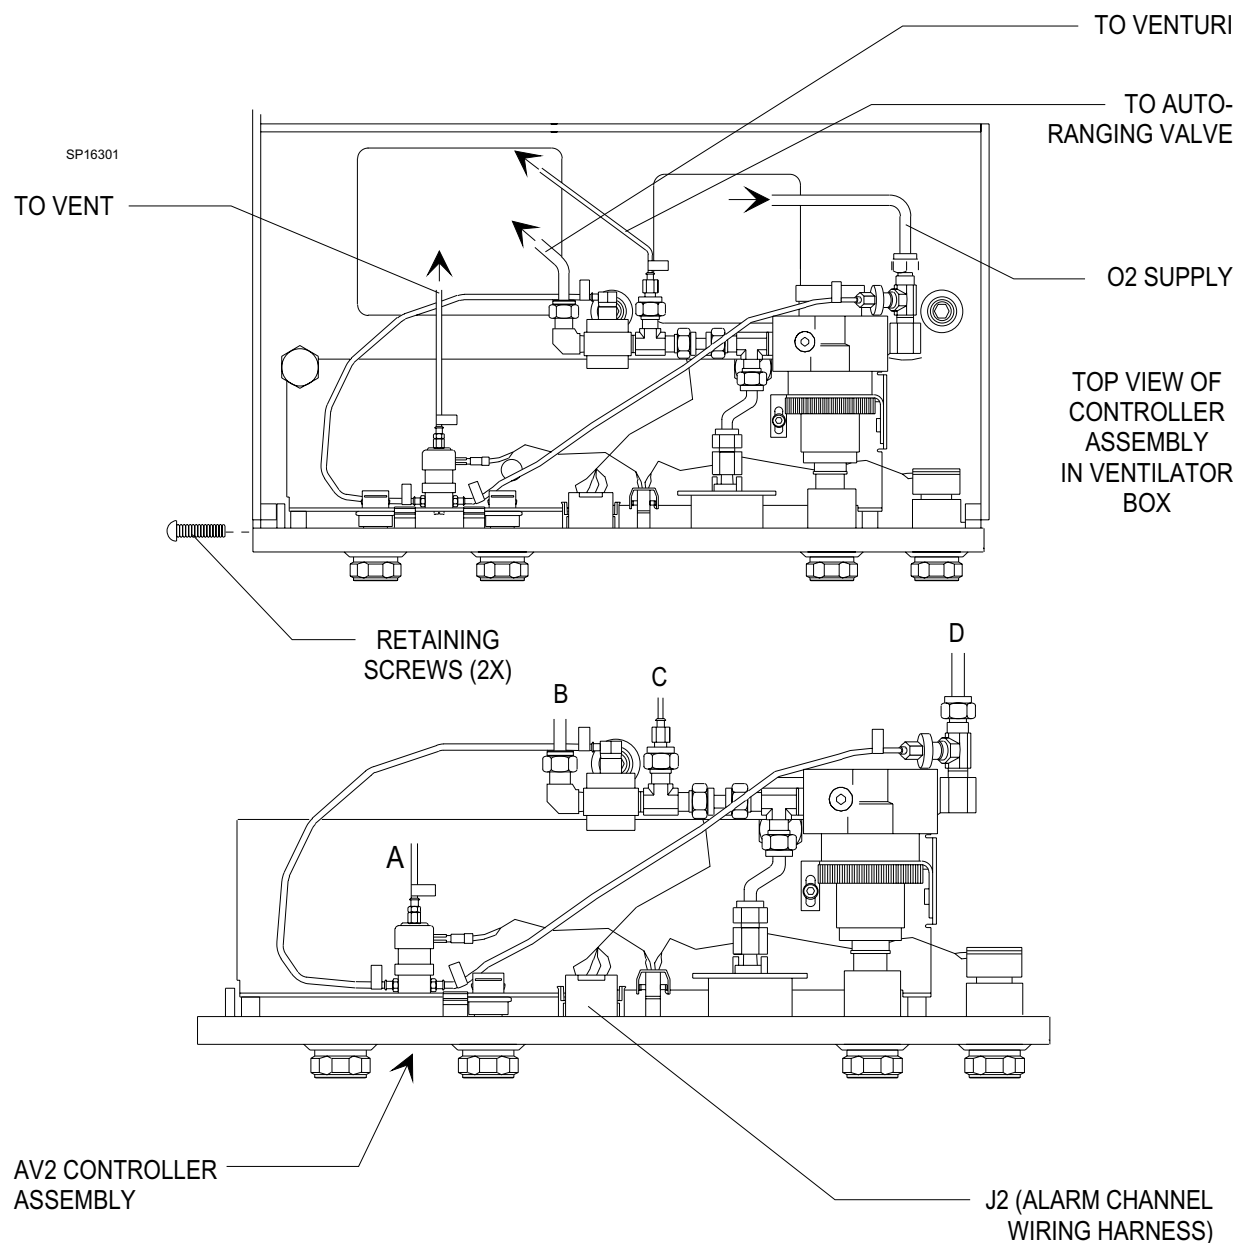 TO VENTURI
TO AUTO-
RANGING VALVE
SP16301
TO VENT
O2 SUPPLY
TOP VIEW OF
CONTROLLER
ASSEMBLY
IN VENTILATOR
BOX
RETAINING
SCREWS (2X)
D
C
B
A
AV2 CONTROLLER
ASSEMBLY
J2 (ALARM CHANNEL
WIRING HARNESS)